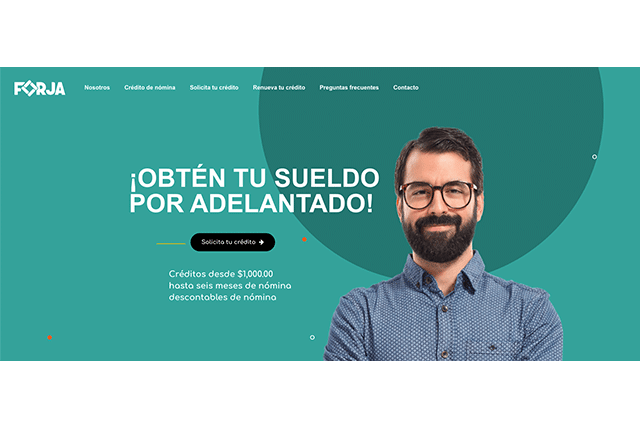 FORJA
Nosotros
Crédito de nómina
Solicita tu crédito
Renueva tu crédito
Preguntas frecuentes
Contacto
¡OBTÉN TU SUELDO
POR ADELANTADO!
Solicita tu crédito
Créditos desde $1,000.00
hasta seis meses de nómina
descontables de nómina